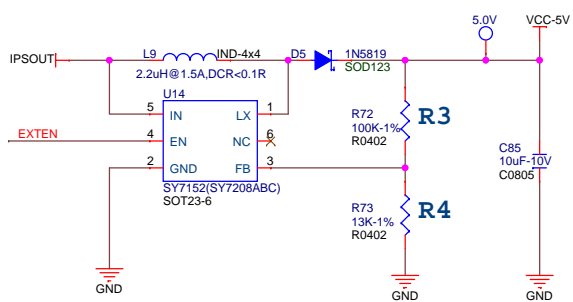 5.0V
VCC-5V
L9
IND-4x4
D5
1N5819
IPSOUT
SOD123
2.2uH@1.5A,DCR<0.1R
U14
5
IN
LX
1
R72
100K-1%
R0402
R3
EXTEN
4
EN
NC
6
C85
10uF-10V
C0805
2
GND
FB
3
SY7152(SY7208ABC)
SOT23-6
R73
13K-1%
R0402
R4
GND
GND
GND